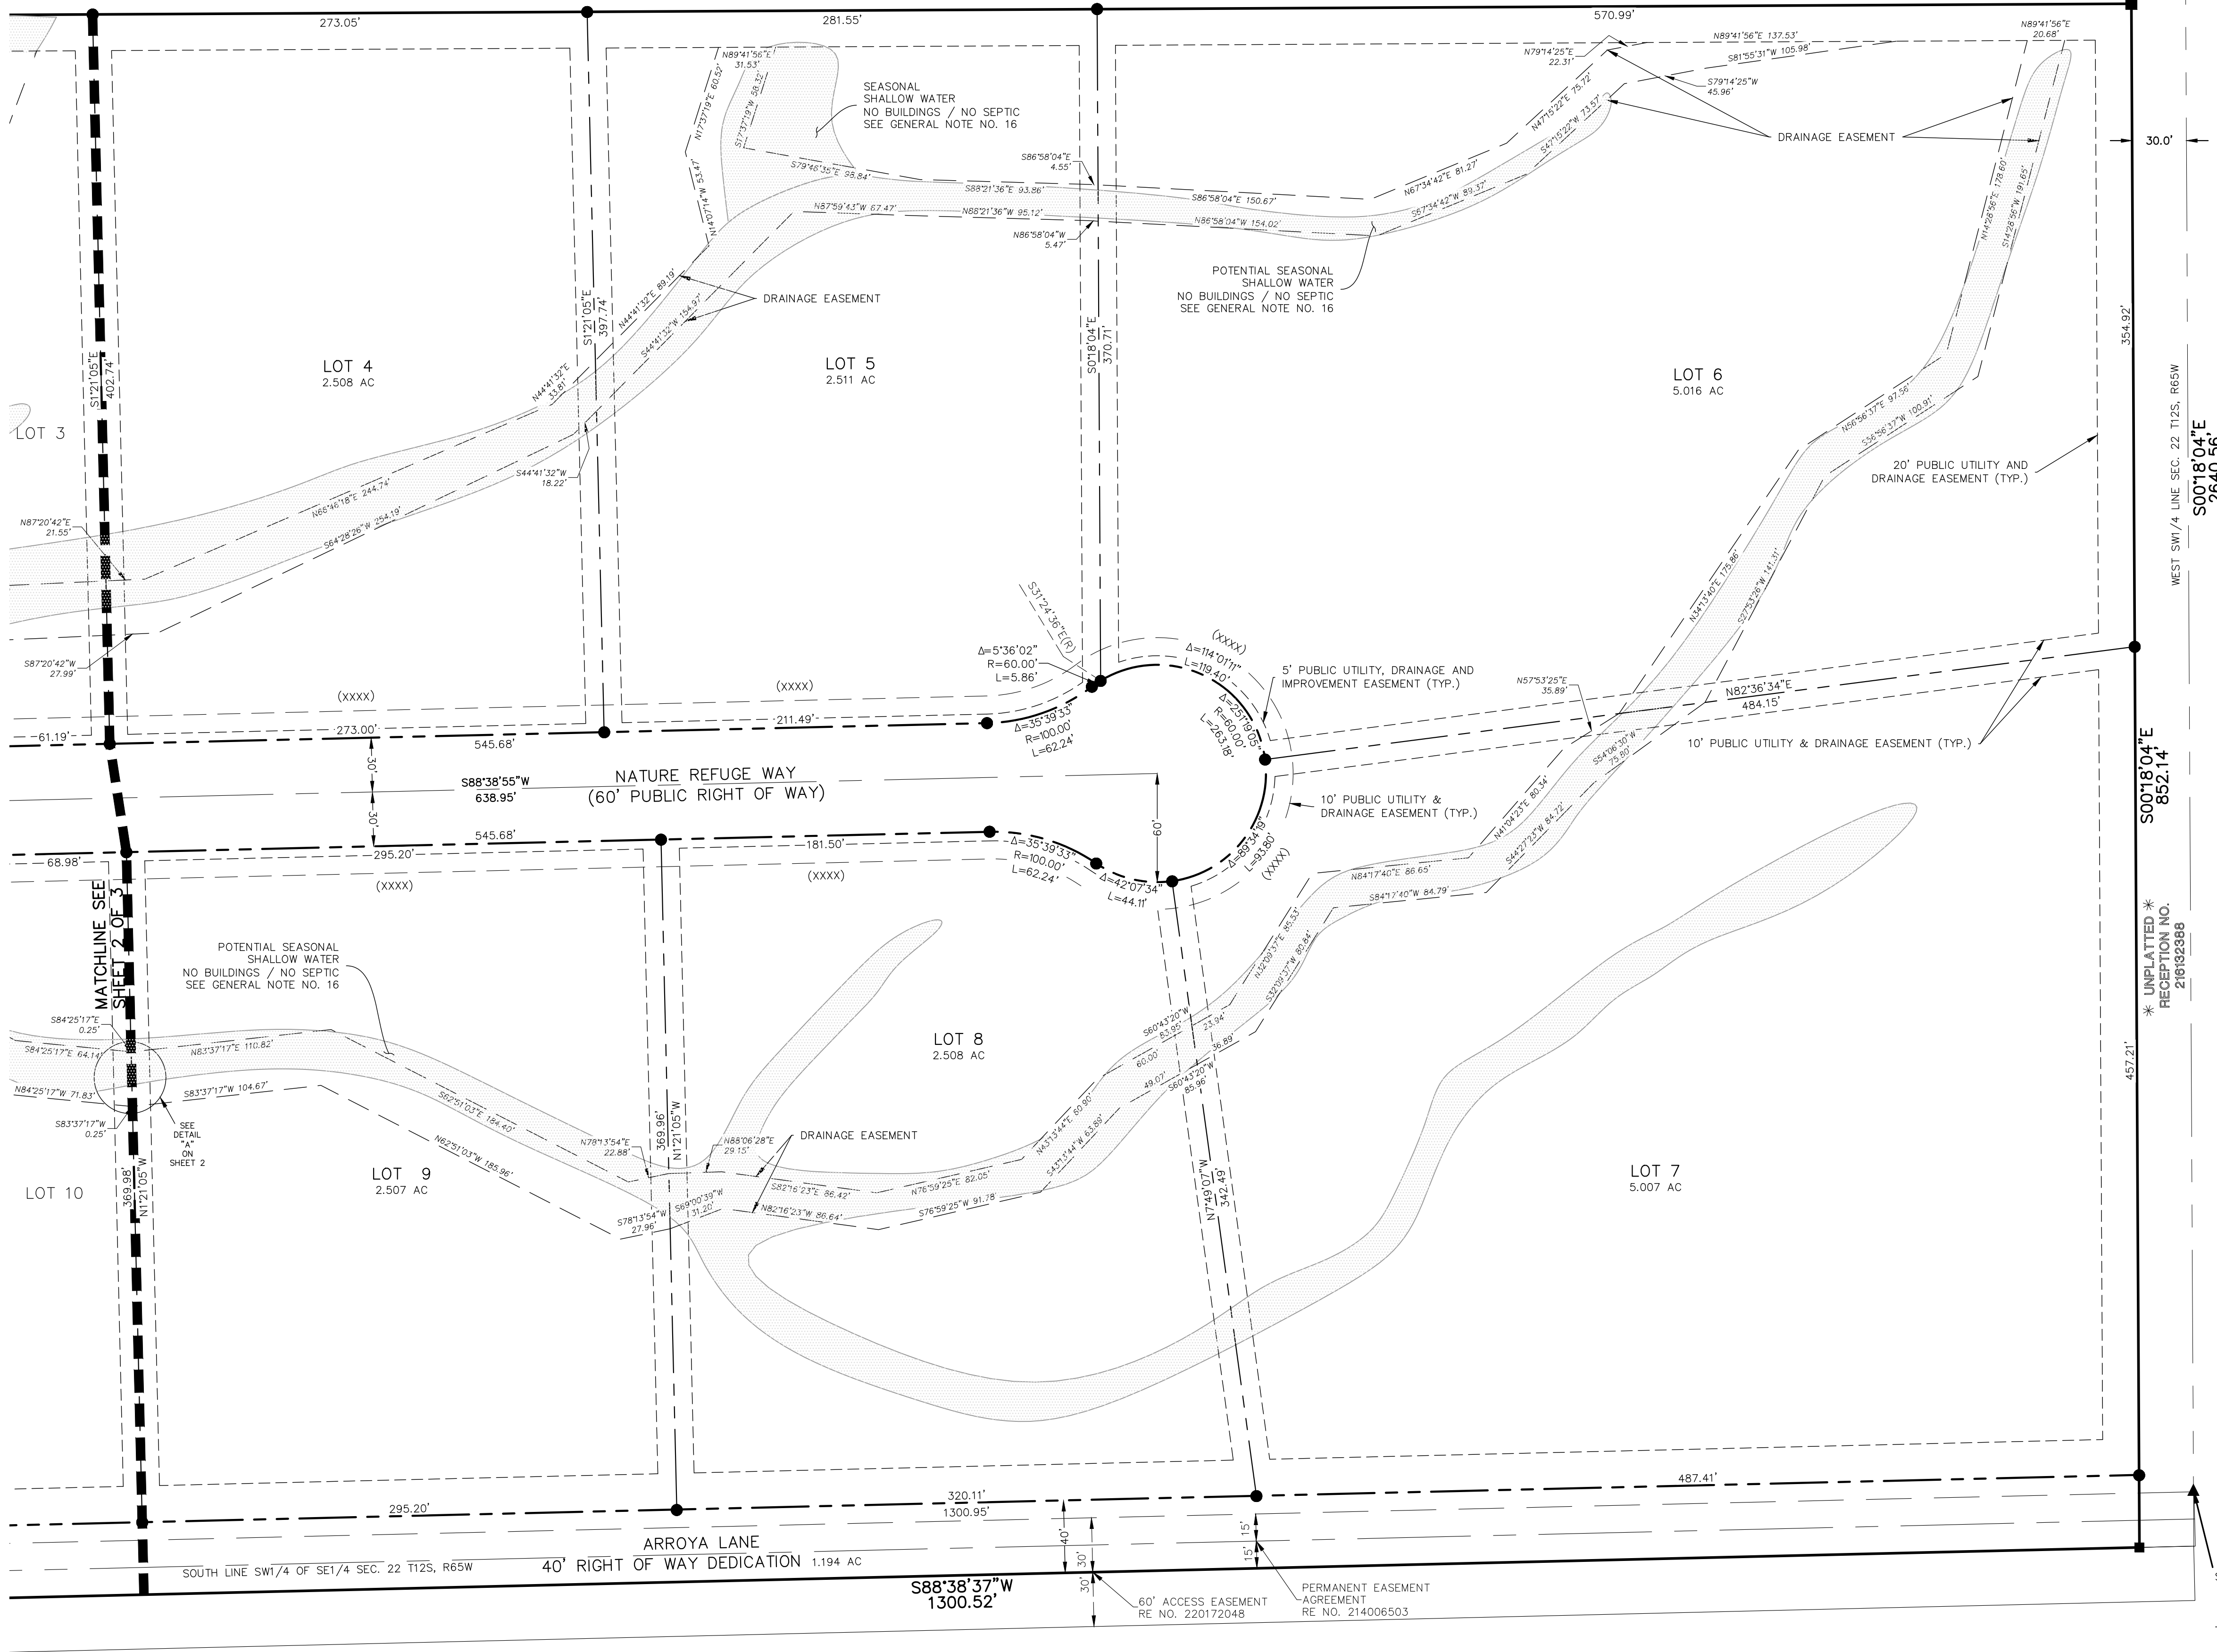 273.05'
281.55'
570.99'
N89°41'56"E
31.53'
N17°37'19"E 60.52'
S17°37'19"W 58.32'
N14°07'14"W 53.47'
SEASONAL
SHALLOW WATER
NO BUILDINGS / NO SEPTIC
SEE GENERAL NOTE NO. 16
N79°14'25"E
22.31'
N89°41'56"E 137.53'
S81°55'31"W 105.98'
S79°14'25"W
45.96'
N89°41'56"E
20.68'
N47°15'22"E 75.72'
S47°15'22"W 73.57'
DRAINAGE EASEMENT
30.0'
S86°58'04"E
4.55'
S79°46'35"E 98.84'
S88°21'36"E 93.86'
S86°58'04"E 150.67'
N67°34'42"E 81.27'
S67°34'42"W 89.37'
N87°59'43"W 67.47'
N88°21'36"W 95.12'
N86°58'04"W 154.02'
N86°58'04"W
5.47'
N14°28'56"E 178.60'
S14°28'56"W 191.65'
POTENTIAL SEASONAL
SHALLOW WATER
NO BUILDINGS / NO SEPTIC
SEE GENERAL NOTE NO. 16
N44°41'32"E 89.19'
S44°41'32"W 154.97'
DRAINAGE EASEMENT
S1°21'05"E
402.74'
S1°21'05"E
397.74'
S0°18'04"E
370.71'
354.92'
LOT 4
2.508 AC
LOT 5
2.511 AC
LOT 6
5.016 AC
LOT 3
N44°41'32"E
33.81'
S44°41'32"W
18.22'
N56°56'37"E 97.56'
S56°56'37"W 100.91'
20' PUBLIC UTILITY AND
DRAINAGE EASEMENT (TYP.)
WEST SW1/4 LINE SEC. 22 T12S, R65W
S00°18'04"E
2640.56'
N66°46'18"E 244.74'
S64°28'26"W 254.19'
N87°20'42"E
21.55'
S87°20'42"W
27.99'
N34°13'40"E 175.86'
S27°53'26"W 141.31'
S31°24'36"E(R)
Δ=5°36'02"
R=60.00'
L=5.86'
(XXXX)
Δ=114°01'11"
L=119.40'
Δ=251°19'05"
R=60.00'
L=263.18'
5' PUBLIC UTILITY, DRAINAGE AND
IMPROVEMENT EASEMENT (TYP.)
N57°53'25"E
35.89'
N82°36'34"E
484.15'
(XXXX)
(XXXX)
61.19'
273.00'
545.68'
211.49'
Δ=35°39'33"
R=100.00'
L=62.24'
S54°06'30"W
75.80'
10' PUBLIC UTILITY & DRAINAGE EASEMENT (TYP.)
30'
30'
S88°38'55"W
638.95'
NATURE REFUGE WAY
(60' PUBLIC RIGHT OF WAY)
60'
10' PUBLIC UTILITY &
DRAINAGE EASEMENT (TYP.)
S00°18'04"E
852.14'
68.98'
545.68'
295.20'
181.50'
(XXXX)
(XXXX)
Δ=35°39'33"
R=100.00'
L=62.24'
Δ=42°07'34"
L=44.11'
Δ=89°34'19"
L=93.80'
(XXXX)
N41°04'23"E 80.34'
S44°27'23"W 84.72'
N84°17'40"E 86.65'
S84°17'40"W 84.79'
N32°09'37"E 85.53'
S32°09'37"W 80.84'
MATCHLINE SEE
SHEET 2 OF 3
POTENTIAL SEASONAL
SHALLOW WATER
NO BUILDINGS / NO SEPTIC
SEE GENERAL NOTE NO. 16
✳ UNPLATTED ✳
RECEPTION NO.
216132388
S84°25'17"E
0.25'
S84°25'17"E 64.14'
N83°37'17"E 110.82'
N84°25'17"W 71.83'
S83°37'17"W 104.67'
S83°37'17"W
0.25'
SEE
DETAIL
"A"
ON
SHEET 2
LOT 8
2.508 AC
S60°43'20"W
83.95'
23.94'
60.00'
36.89'
49.07'
S60°43'20"W
85.96'
457.21'
S62°51'03"E 184.40'
N62°51'03"W 185.96'
N78°13'54"E
22.88'
369.96'
N1°21'05"W
N88°06'28"E
29.15'
DRAINAGE EASEMENT
N43°13'44"E 60.90'
S43°13'44"W 63.89'
LOT 10
LOT 9
2.507 AC
369.98'
N1°21'05"W
S78°13'54"W
27.96'
S69°00'39"W
31.20'
S82°16'23"E 86.42'
N82°16'23"W 86.64'
N76°59'25"E 82.05'
S76°59'25"W 91.78'
N7°49'07"W
342.49'
LOT 7
5.007 AC
295.20'
320.11'
1300.95'
487.41'
ARROYA LANE
40' RIGHT OF WAY DEDICATION 1.194 AC
SOUTH LINE SW1/4 OF SE1/4 SEC. 22 T12S, R65W
40'
30'
30'
15'
15'
S88°38'37"W
1300.52'
60' ACCESS EASEMENT
RE NO. 220172048
PERMANENT EASEMENT
AGREEMENT
RE NO. 214006503